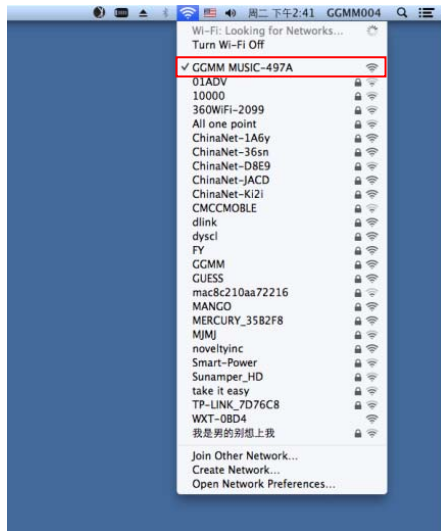 周二 下午2:41 GGMM004
Wi-Fi: Looking for Networks...
Turn Wi-Fi Off
✓ GGMM MUSIC-497A
01ADV
10000
360WiFi-2099
All one point
ChinaNet-1A6y
ChinaNet-36sn
ChinaNet-D8E9
ChinaNet-JACD
ChinaNet-Ki2i
CMCCMOBLE
dlink
dyscl
FY
GGMM
GUESS
mac8c210aa72216
MANGO
MERCURY_35B2F8
MJMJ
noveltyinc
Smart-Power
Sunamper_HD
take it easy
TP-LINK_7D76C8
WXT-0BD4
我是男的别想上我
Join Other Network...
Create Network...
Open Network Preferences...